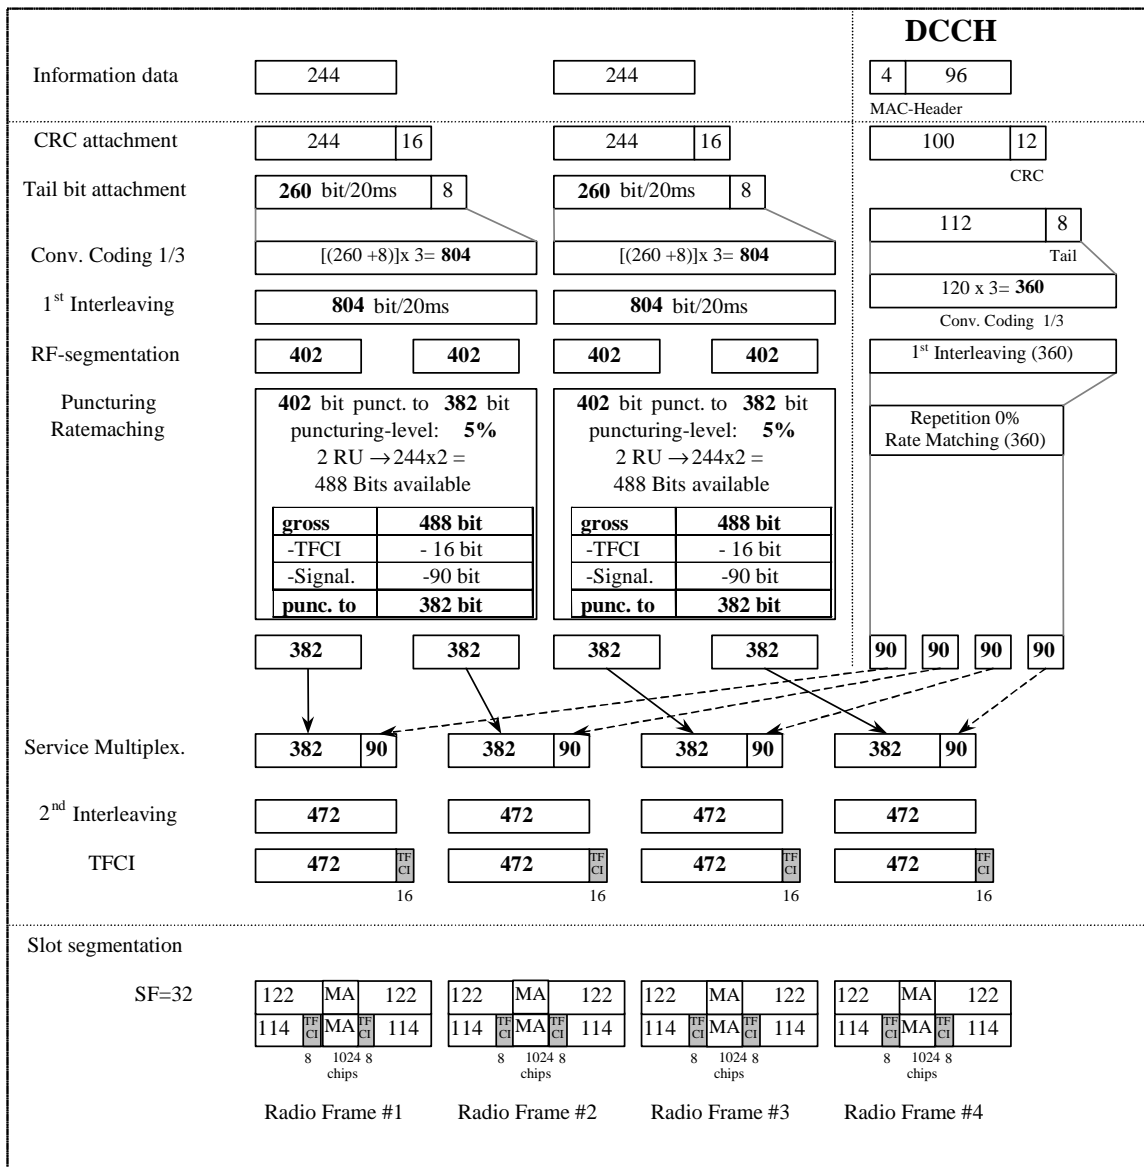 DCCH
Information data 244 244 4 96
MAC-Header
CRC attachment 244 16 244 16 100 12
CRC
Tail bit attachment 260 bit/20ms 8 260 bit/20ms 8
112 8
Tail
Conv. Coding 1/3 [(260 +8)]x 3= 804 [(260 +8)]x 3= 804
120 x 3= 360
Conv. Coding 1/3
1st Interleaving 804 bit/20ms 804 bit/20ms
RF-segmentation 402 402 402 402 1st Interleaving (360)
Puncturing
Ratemaching
402 bit punct. to 382 bit
puncturing-level: 5%
2 RU →244x2 =
488 Bits available
gross 488 bit
-TFCI - 16 bit
-Signal. -90 bit
punc. to 382 bit
402 bit punct. to 382 bit
puncturing-level: 5%
2 RU →244x2 =
488 Bits available
gross 488 bit
-TFCI - 16 bit
-Signal. -90 bit
punc. to 382 bit
Repetition 0%
Rate Matching (360)
382 382 382 382 90 90 90 90
Service Multiplex. 382 90 382 90 382 90 382 90
2nd Interleaving 472 472 472 472
TFCI 472 TF CI 472 TF CI 472 TF CI 472 TF CI
16 16 16 16
Slot segmentation
SF=32 122 MA 122 122 MA 122 122 MA 122 122 MA 122
114 TF CI MA TF CI 114 114 TF CI MA TF CI 114 114 TF CI MA TF CI 114 114 TF CI MA TF CI 114
8 1024 8 8 1024 8 8 1024 8 8 1024 8
chips chips chips chips
Radio Frame #1 Radio Frame #2 Radio Frame #3 Radio Frame #4